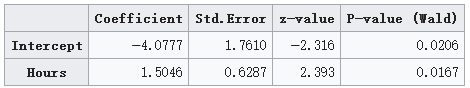 Coefficient Std.Error z-value P-value (Wald)
Intercept −4.0777 1.7610 −2.316 0.0206
Hours 1.5046 0.6287 2.393 0.0167